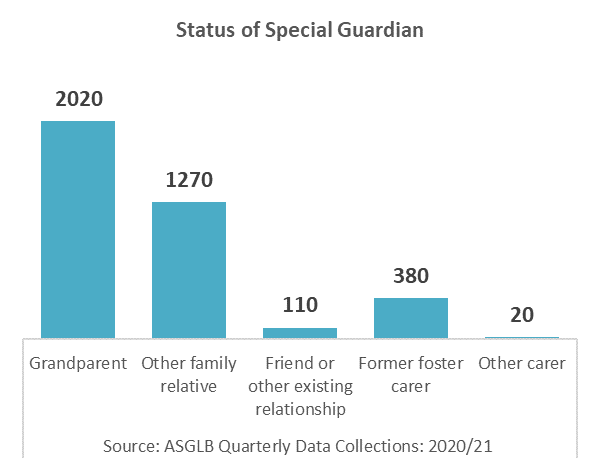 Status of Special Guardian
2020
1270
110
380
20
Grandparent
Other family
relative
Friend or
other existing
relationship
Former foster
carer
Other carer
Source: ASGLB Quarterly Data Collections: 2020/21